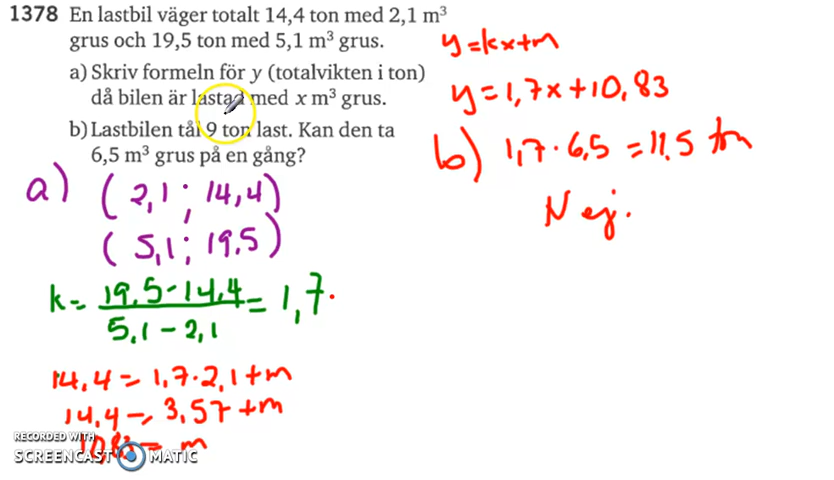 1378 En lastbil väger totalt 14,4 ton med 2,1 m³
grus och 19,5 ton med 5,1 m³ grus.
a) Skriv formeln för y (totalvikten i ton)
då bilen är lastad med x m³ grus.
b) Lastbilen tål 9 ton last. Kan den ta
6,5 m³ grus på en gång?
a) (2,1 ; 14,4)
(5,1 ; 19,5)
k = 19,5 - 14,4 / 5,1 - 2,1 = 1,7.
14,4 = 1,7 · 2,1 + m
14,4 = 3,57 + m
= m
y = kx + m
y = 1,7x + 10,83
b) 1,7 · 6,5 = 11,5 ton
Nej.
RECORDED WITH
SCREENCAST MATIC